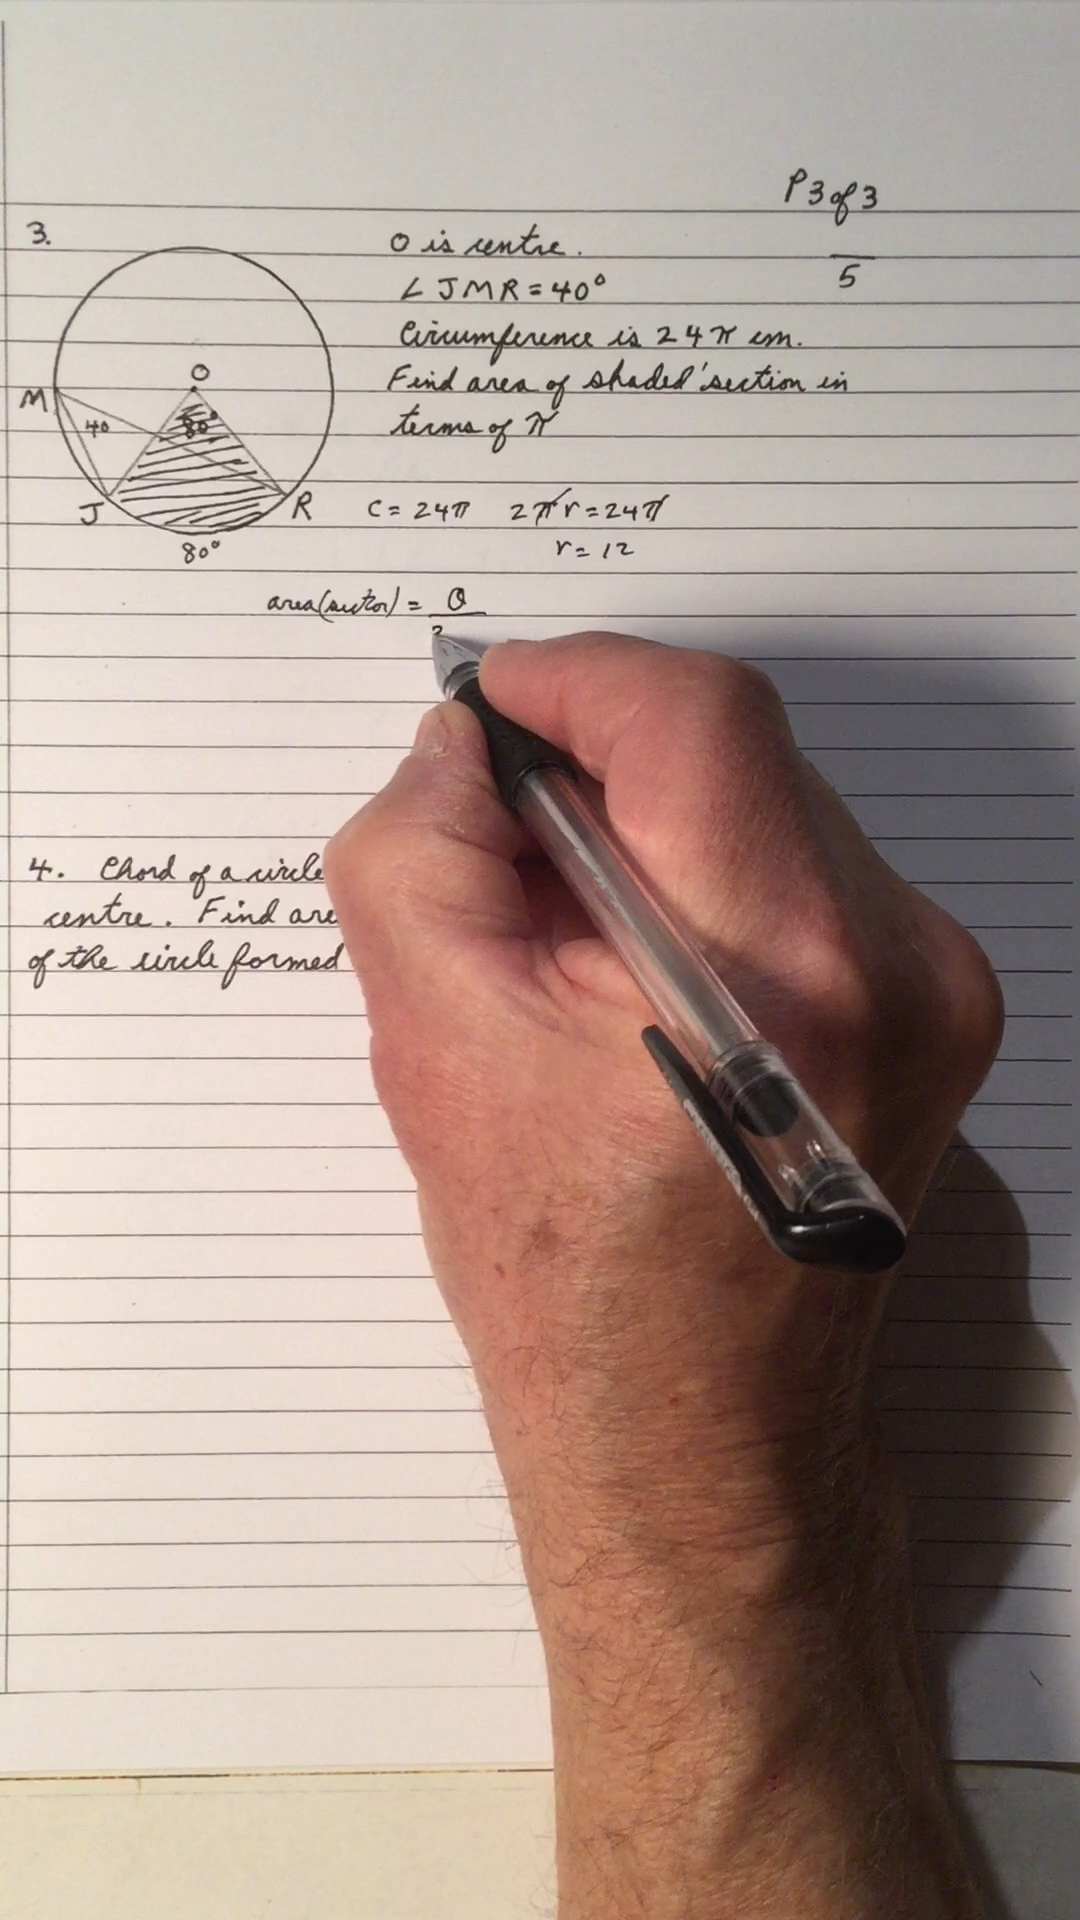 P 3 of 3
3.
O is centre.
5
∠JMR = 40°
Circumference is 24π cm.
Find area of shaded section in
terms of π
O
M
40
80°
J
R
80°
C = 24π 2πr = 24π
r = 12
area(sector) = θ
4. Chord of a circle
centre. Find are
of the circle formed